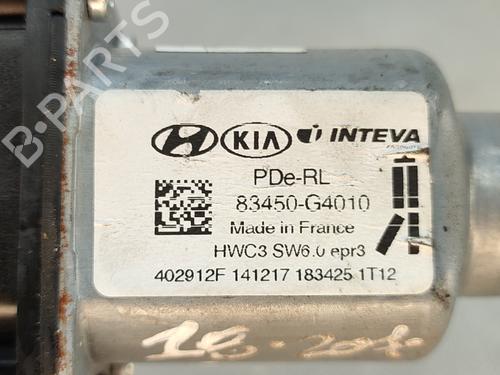 B-PARTS
KIA INTEVA
PDe-RL
83450-G4010
Made in France
HWC3 SW6.0 epr3
402912F 141217 183425 1T12